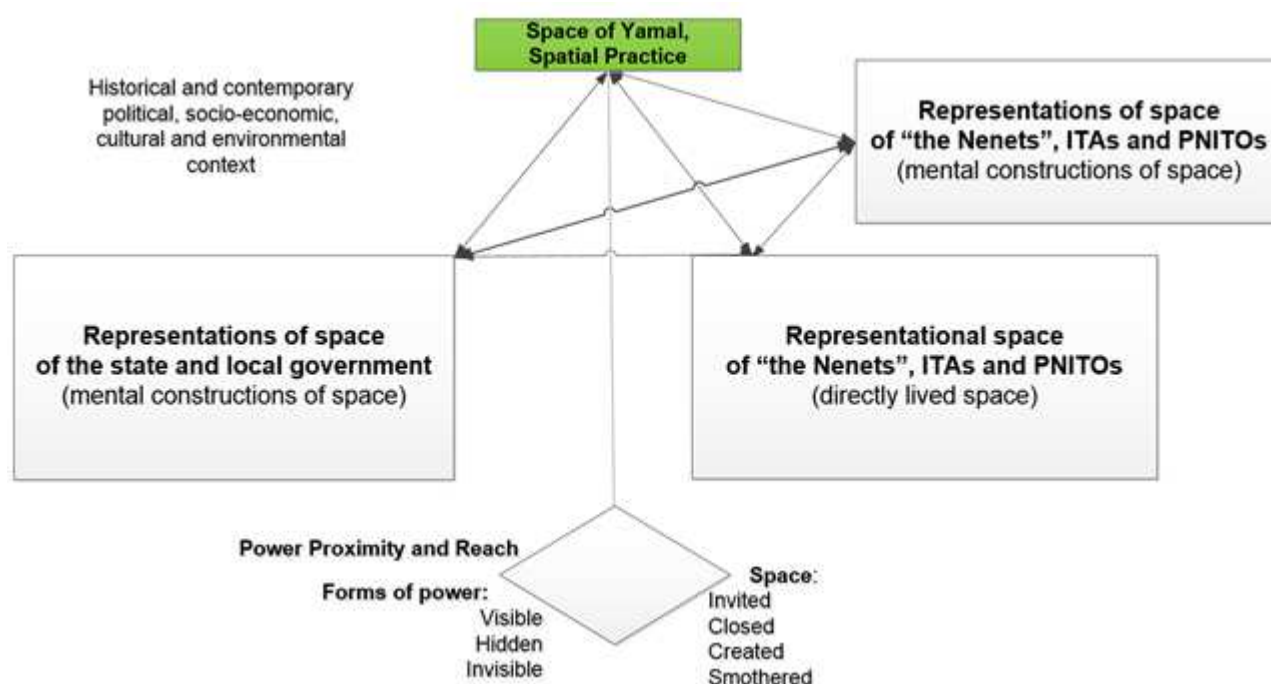 Space of Yamal,
Spatial Practice
Historical and contemporary
political, socio-economic,
cultural and environmental
context
Representations of space
of “the Nenets”, ITAs and PNITOs
(mental constructions of space)
Representations of space
of the state and local government
(mental constructions of space)
Representational space
of “the Nenets”, ITAs and PNITOs
(directly lived space)
Power Proximity and Reach
Forms of power:
Visible
Hidden
Invisible
Space:
Invited
Closed
Created
Smothered